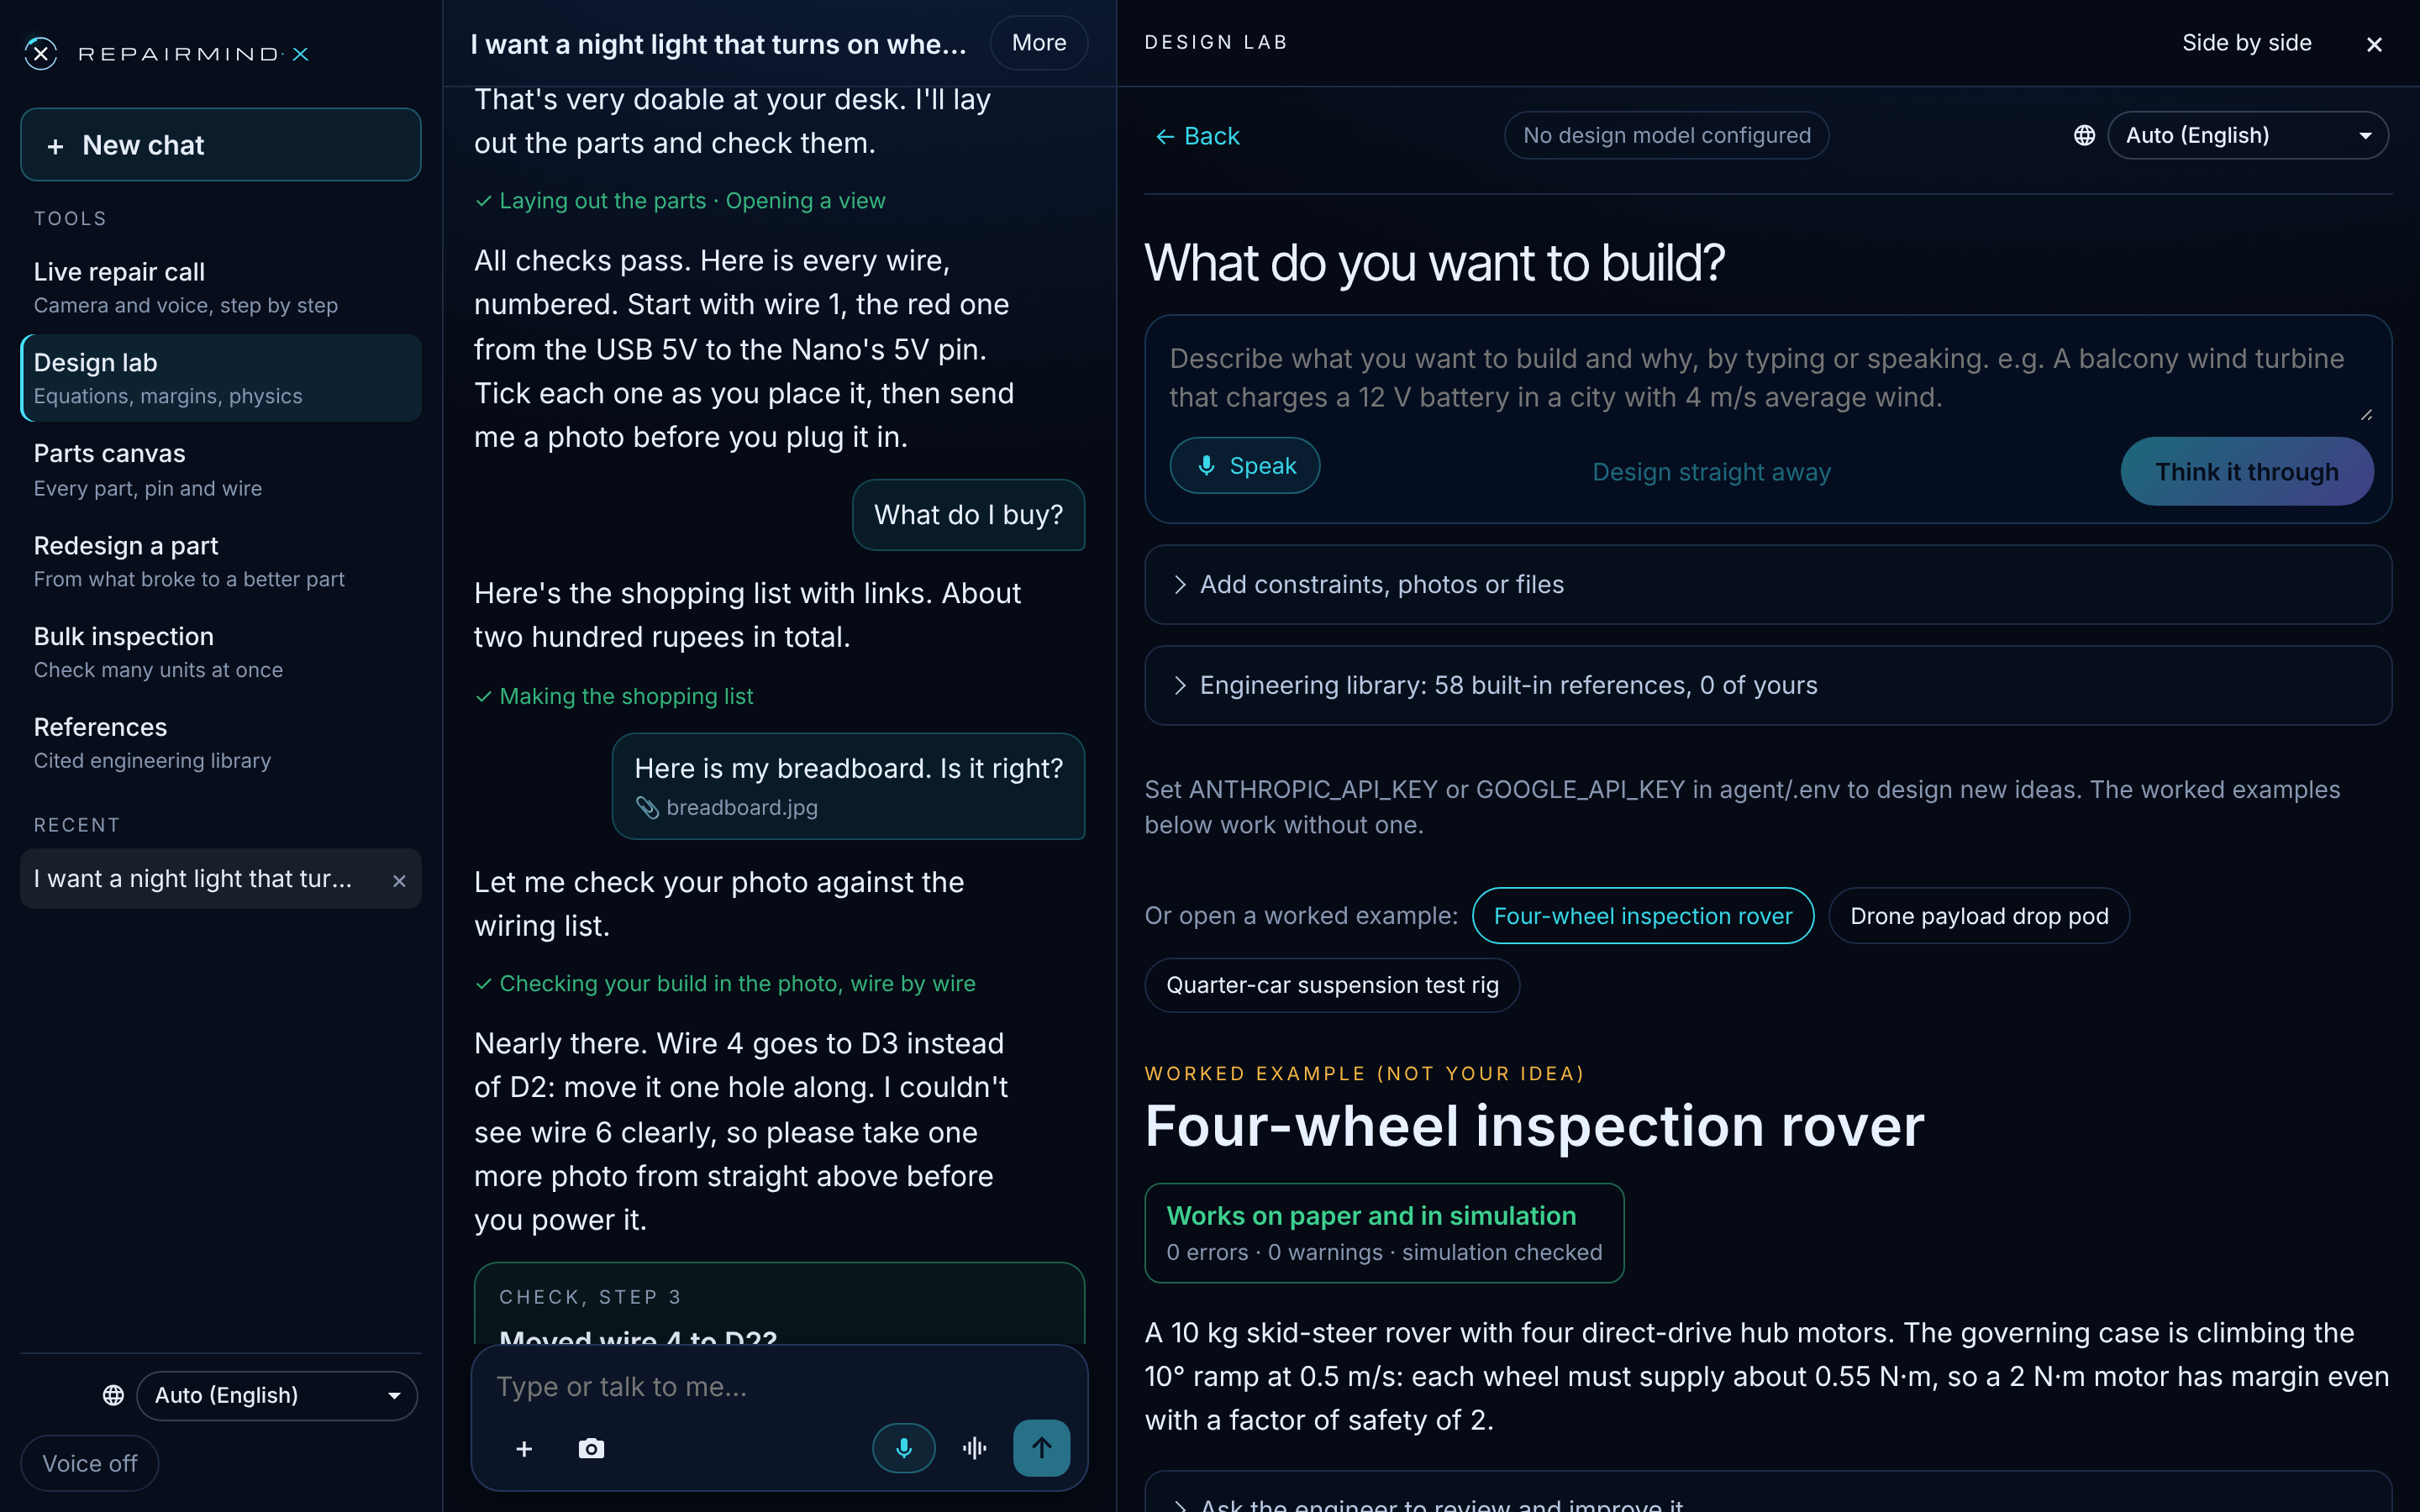 REPAIRMIND·X
+ New chat
TOOLS
Live repair call
Camera and voice, step by step
Design lab
Equations, margins, physics
Parts canvas
Every part, pin and wire
Redesign a part
From what broke to a better part
Bulk inspection
Check many units at once
References
Cited engineering library
RECENT
I want a night light that tur...
Auto (English)
Voice off
I want a night light that turns on whe...
More
That's very doable at your desk. I'll lay
out the parts and check them.
✓ Laying out the parts · Opening a view
All checks pass. Here is every wire,
numbered. Start with wire 1, the red one
from the USB 5V to the Nano's 5V pin.
Tick each one as you place it, then send
me a photo before you plug it in.
What do I buy?
Here's the shopping list with links. About
two hundred rupees in total.
✓ Making the shopping list
Here is my breadboard. Is it right?
breadboard.jpg
Let me check your photo against the
wiring list.
✓ Checking your build in the photo, wire by wire
Nearly there. Wire 4 goes to D3 instead
of D2: move it one hole along. I couldn't
see wire 6 clearly, so please take one
more photo from straight above before
you power it.
CHECK, STEP 3
Moved wire 4 to D2?
Type or talk to me...
DESIGN LAB
Side by side
← Back
No design model configured
Auto (English)
What do you want to build?
Describe what you want to build and why, by typing or speaking. e.g. A balcony wind turbine
that charges a 12 V battery in a city with 4 m/s average wind.
Speak
Design straight away
Think it through
Add constraints, photos or files
Engineering library: 58 built-in references, 0 of yours
Set ANTHROPIC_API_KEY or GOOGLE_API_KEY in agent/.env to design new ideas. The worked examples
below work without one.
Or open a worked example:
Four-wheel inspection rover
Drone payload drop pod
Quarter-car suspension test rig
WORKED EXAMPLE (NOT YOUR IDEA)
Four-wheel inspection rover
Works on paper and in simulation
0 errors · 0 warnings · simulation checked
A 10 kg skid-steer rover with four direct-drive hub motors. The governing case is climbing the
10° ramp at 0.5 m/s: each wheel must supply about 0.55 N·m, so a 2 N·m motor has margin even
with a factor of safety of 2.
Ask the engineer to review and improve it